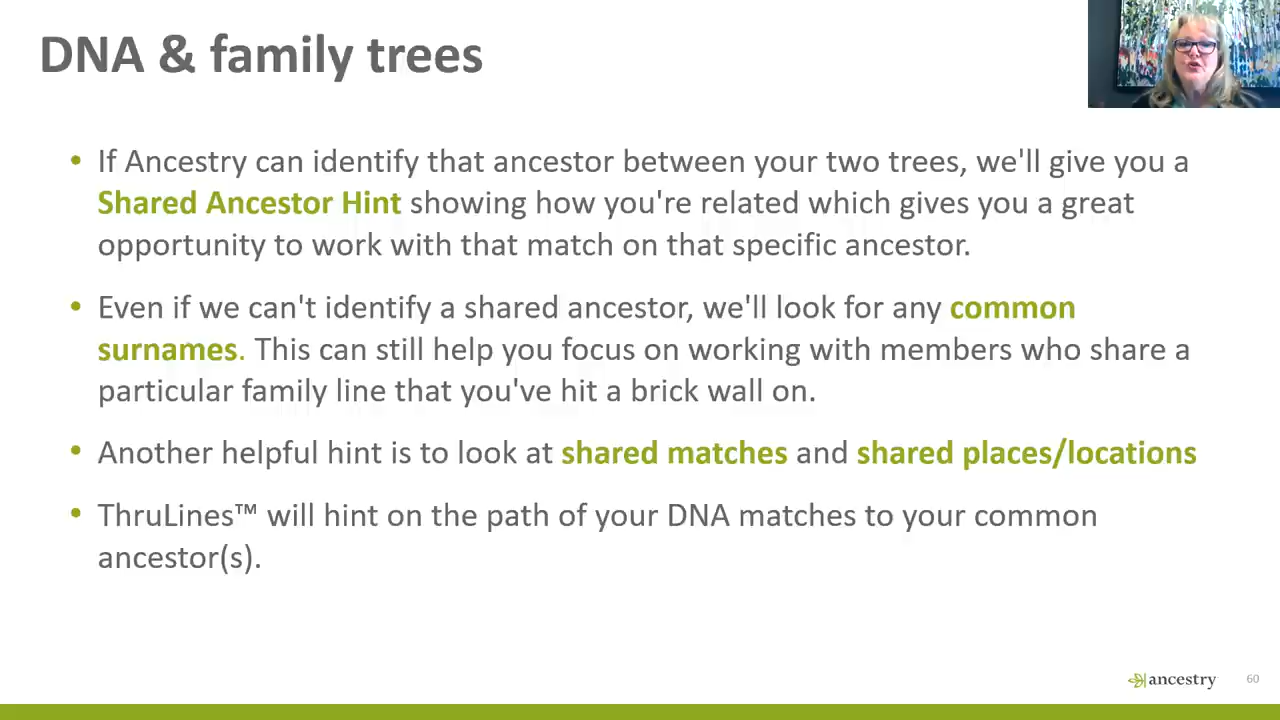 DNA & family trees
• If Ancestry can identify that ancestor between your two trees, we'll give you a
Shared Ancestor Hint showing how you're related which gives you a great
opportunity to work with that match on that specific ancestor.
• Even if we can't identify a shared ancestor, we'll look for any common
surnames. This can still help you focus on working with members who share a
particular family line that you've hit a brick wall on.
• Another helpful hint is to look at shared matches and shared places/locations
• ThruLines™ will hint on the path of your DNA matches to your common
ancestor(s).
ancestry 60